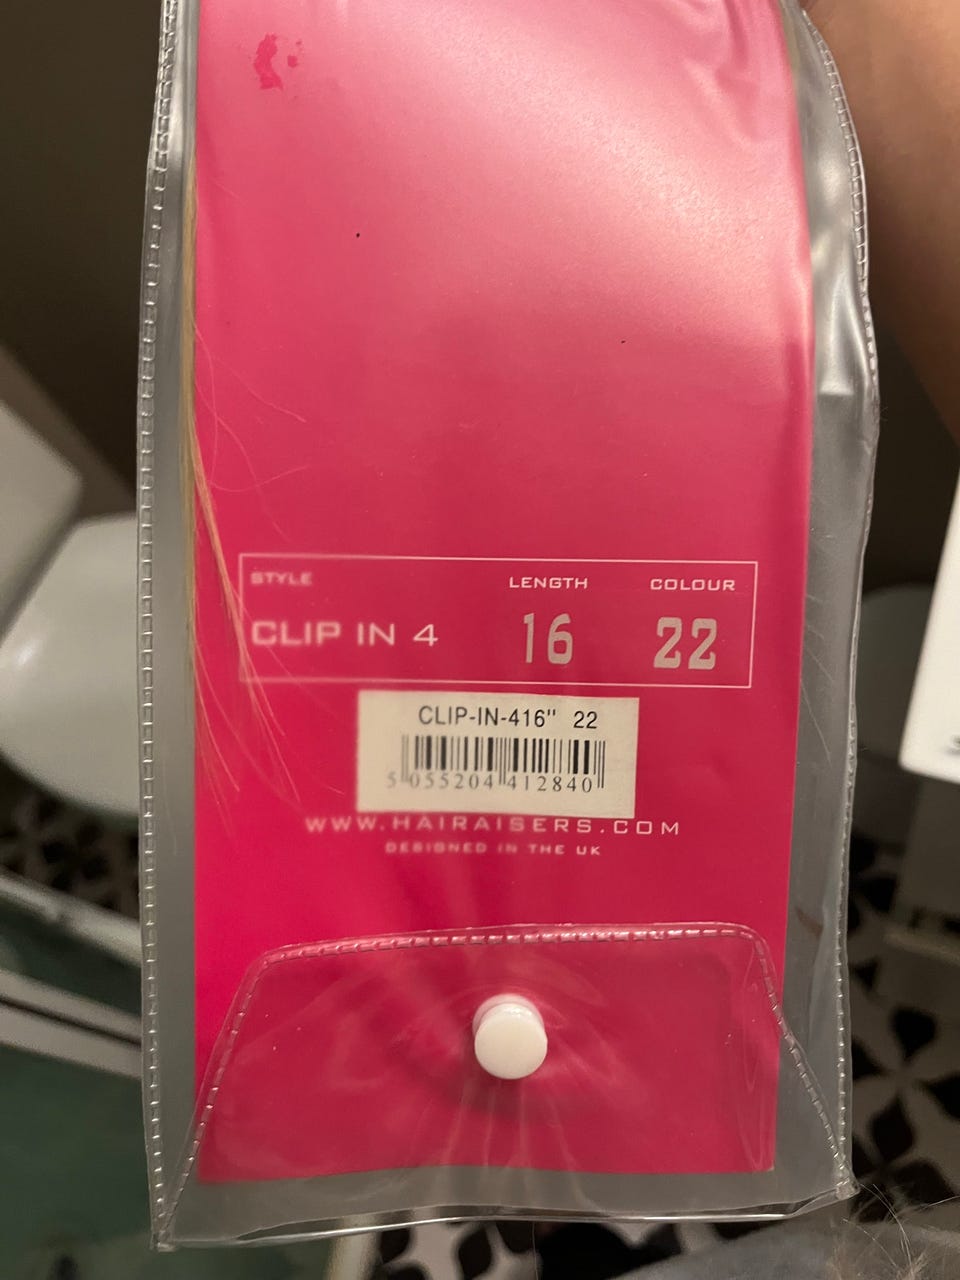 STYLE LENGTH COLOUR
CLIP IN 4 16 22
CLIP-IN-416" 22
5 055204 412840
WWW.HAIRAISERS.COM
DESIGNED IN THE UK